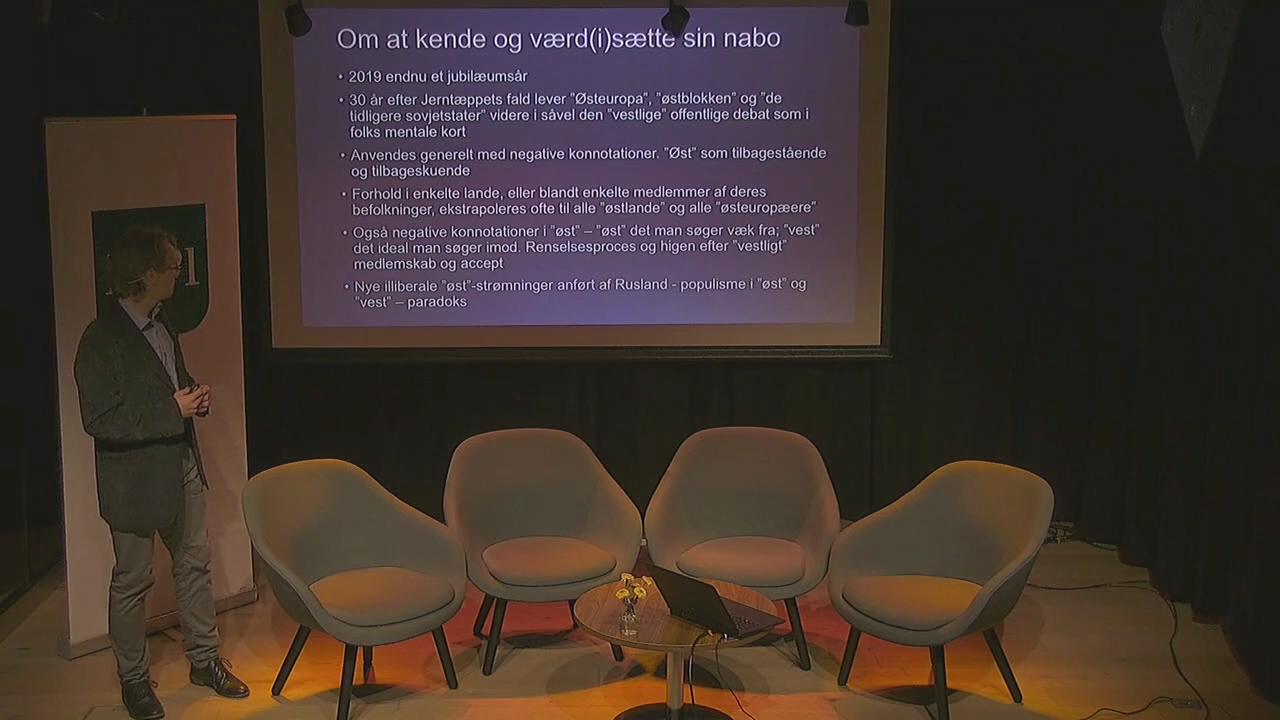 Om at kende og værd(i)sætte sin nabo
• 2019 endnu et jubilæumsår
• 30 år efter Jerntæppets fald lever ”Østeuropa”, ”østblokken” og ”de
tidligere sovjetstater” videre i såvel den ”vestlige” offentlige debat som i
folks mentale kort
• Anvendes generelt med negative konnotationer. ”Øst” som tilbagestående
og tilbageskuende
• Forhold i enkelte lande, eller blandt enkelte medlemmer af deres
befolkninger, ekstrapoleres ofte til alle ”østlande” og alle ”østeuropæere”
• Også negative konnotationer i ”øst” – ”øst” det man søger væk fra; ”vest”
det ideal man søger imod. Renselsesproces og higen efter ”vestligt”
medlemskab og accept
• Nye illiberale ”øst”-strømninger anført af Rusland - populisme i ”øst” og
”vest” – paradoks